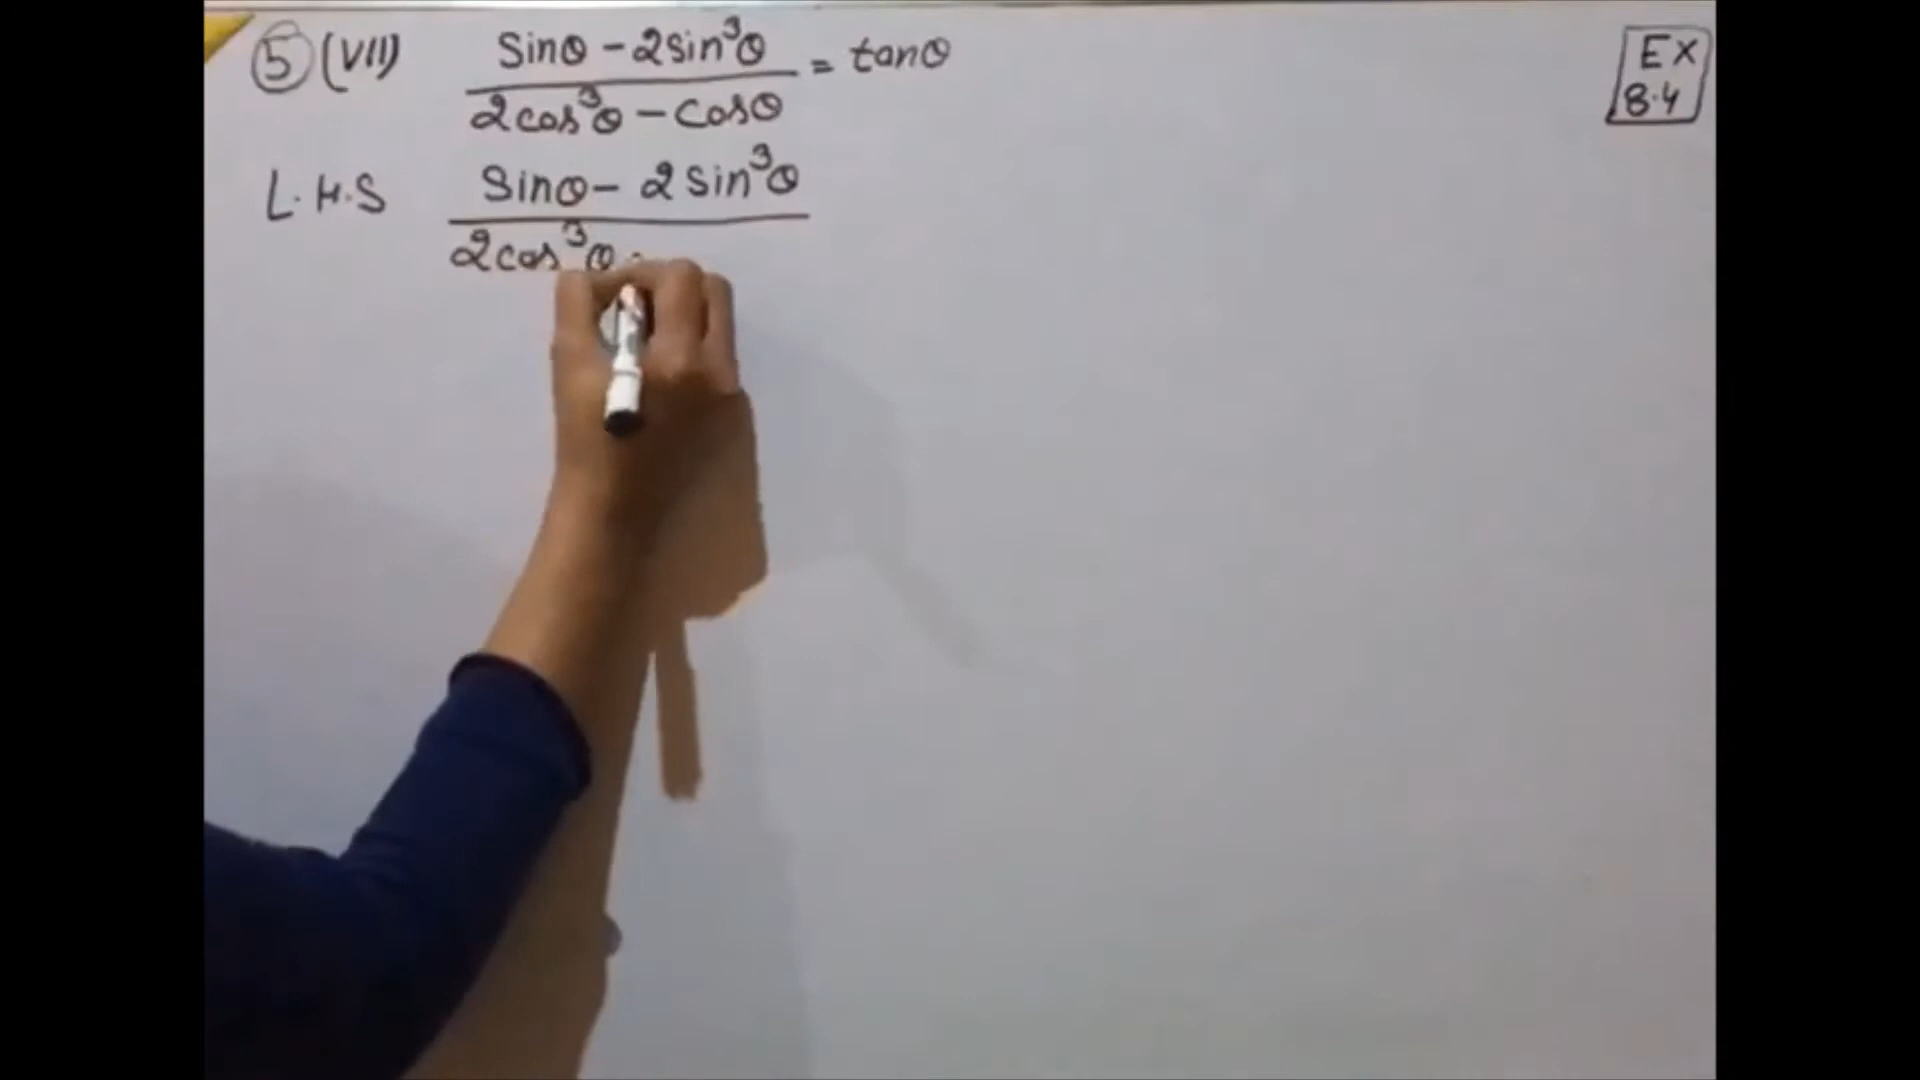 5 (VII) (Sinθ - 2sin³θ)/(2cos³θ - cosθ) = tanθ
EX
8.4
L.H.S (Sinθ - 2sin³θ)/(2cos³θ